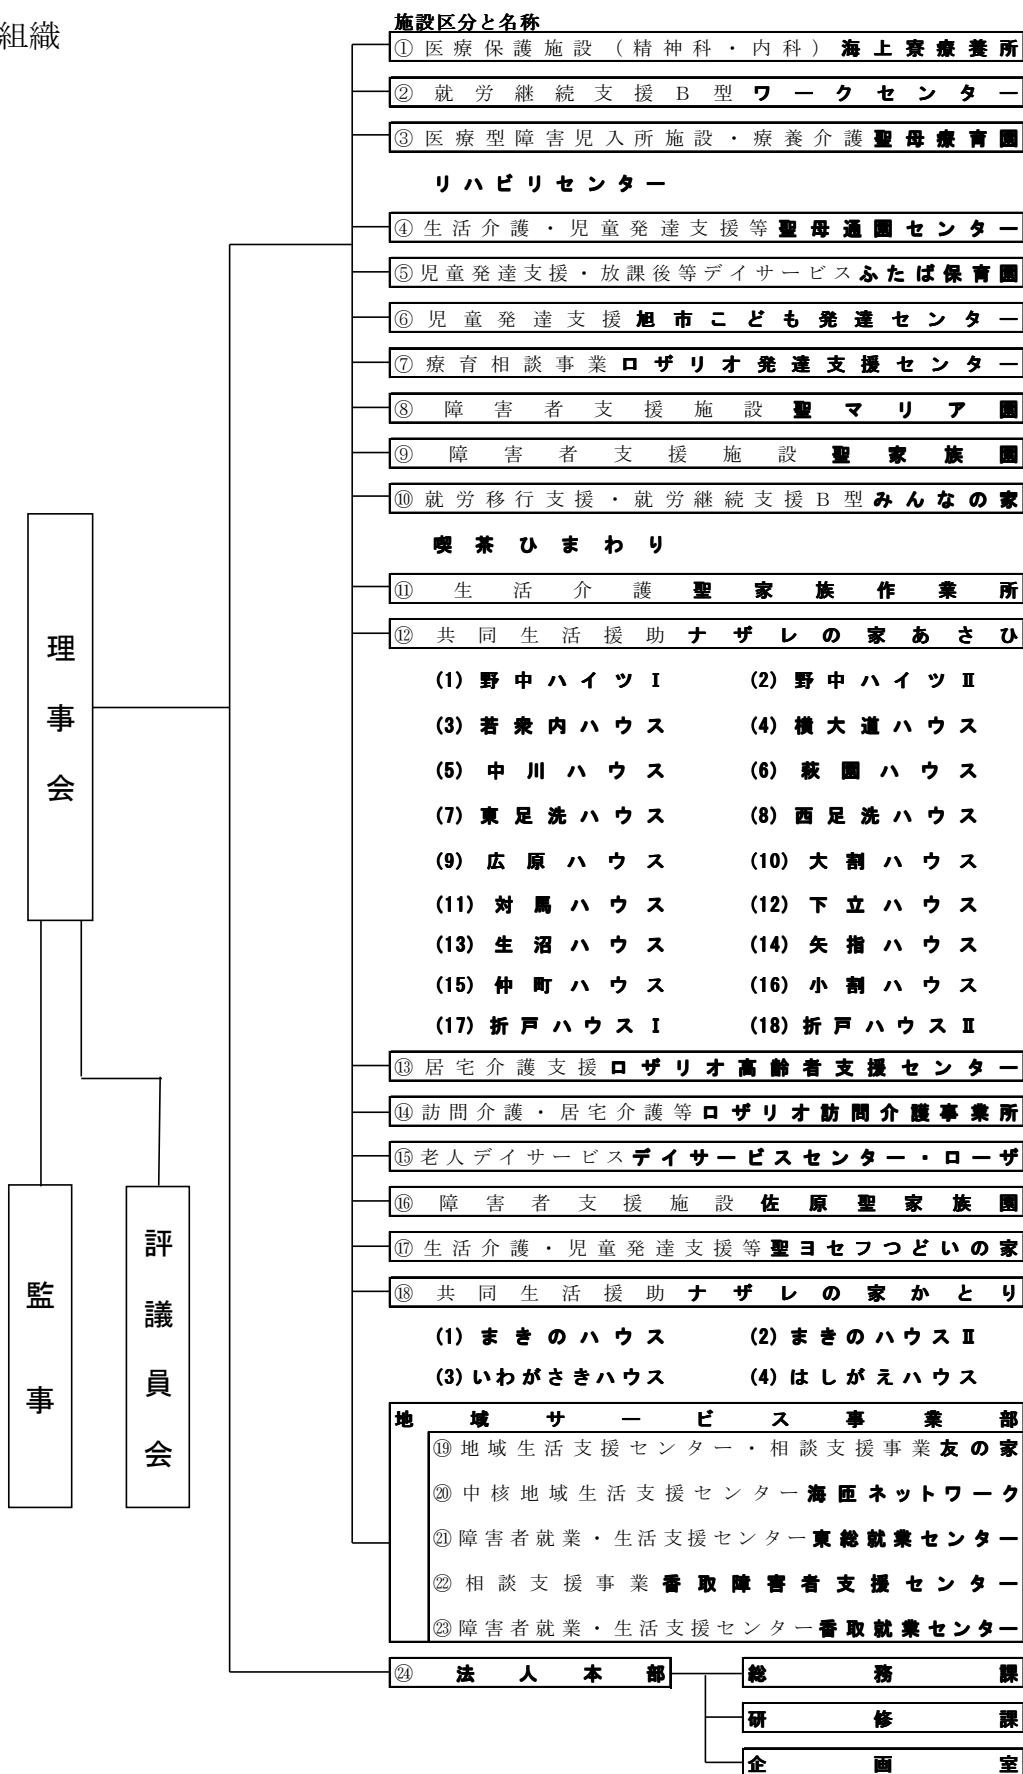 組織
施設区分と名称
①医療保護施設（精神科・内科）海上寮療養所
②就労継続支援B型ワークセンター
③医療型障害児入所施設・療養介護聖母療育園
リハビリセンター
④生活介護・児童発達支援等聖母通園センター
⑤児童発達支援・放課後等デイサービスふたば保育園
⑥児童発達支援旭市こども発達センター
⑦療育相談事業ロザリオ発達支援センター
⑧障害者支援施設聖マリア園
⑨障害者支援施設聖家族園
⑩就労移行支援・就労継続支援B型みんなの家
喫茶ひまわり
⑪生活介護聖家族作業所
⑫共同生活援助ナザレの家あさひ
(1) 野中ハイツⅠ (2) 野中ハイツⅡ
(3) 若衆内ハウス (4) 横大道ハウス
(5) 中川ハウス (6) 萩園ハウス
(7) 東足洗ハウス (8) 西足洗ハウス
(9) 広原ハウス (10) 大割ハウス
(11) 対馬ハウス (12) 下立ハウス
(13) 生沼ハウス (14) 矢指ハウス
(15) 仲町ハウス (16) 小割ハウス
(17) 折戸ハウスⅠ (18) 折戸ハウスⅡ
⑬居宅介護支援ロザリオ高齢者支援センター
⑭訪問介護・居宅介護等ロザリオ訪問介護事業所
⑮老人デイサービスデイサービスセンター・ローザ
⑯障害者支援施設佐原聖家族園
⑰生活介護・児童発達支援等聖ヨセフつどいの家
⑱共同生活援助ナザレの家かとり
(1) まきのハウス (2) まきのハウスⅡ
(3) いわがさきハウス (4) はしがえハウス
地域サービス事業部
⑲地域生活支援センター・相談支援事業友の家
⑳中核地域生活支援センター海匝ネットワーク
㉑障害者就業・生活支援センター東総就業センター
㉒相談支援事業香取障害者支援センター
㉓障害者就業・生活支援センター香取就業センター
㉔法人本部
総務課
研修課
企画室
理事会
監事
評議員会